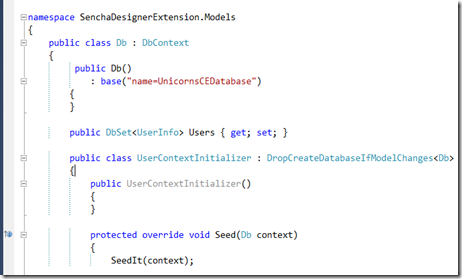 namespace SenchaDesignerExtension.Models
{
public class Db : DbContext
{
public Db()
: base("name=UnicornsCEDatabase")
{
}
public DbSet<UserInfo> Users { get; set; }
public class UserContextInitializer : DropCreateDatabaseIfModelChanges<Db>
{
public UserContextInitializer()
{
}
protected override void Seed(Db context)
{
SeedIt(context);